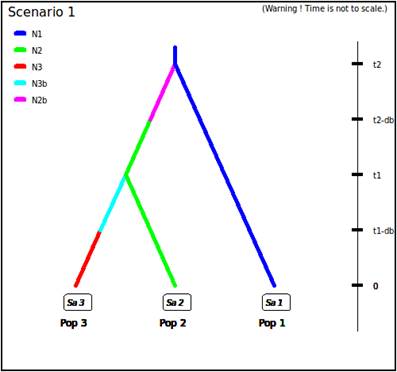 Scenario 1
(Warning ! Time is not to scale.)
N1
N2
N3
N3b
N2b
t2
t2-db
t1
t1-db
0
Sa 3
Sa 2
Sa 1
Pop 3
Pop 2
Pop 1